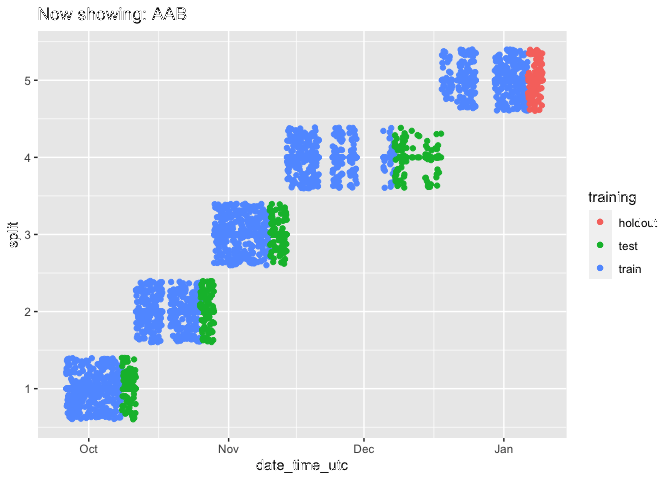 Now showing: AAB
split
5
4
3
2
1
Oct Nov Dec Jan
date_time_utc
training
holdout
test
train